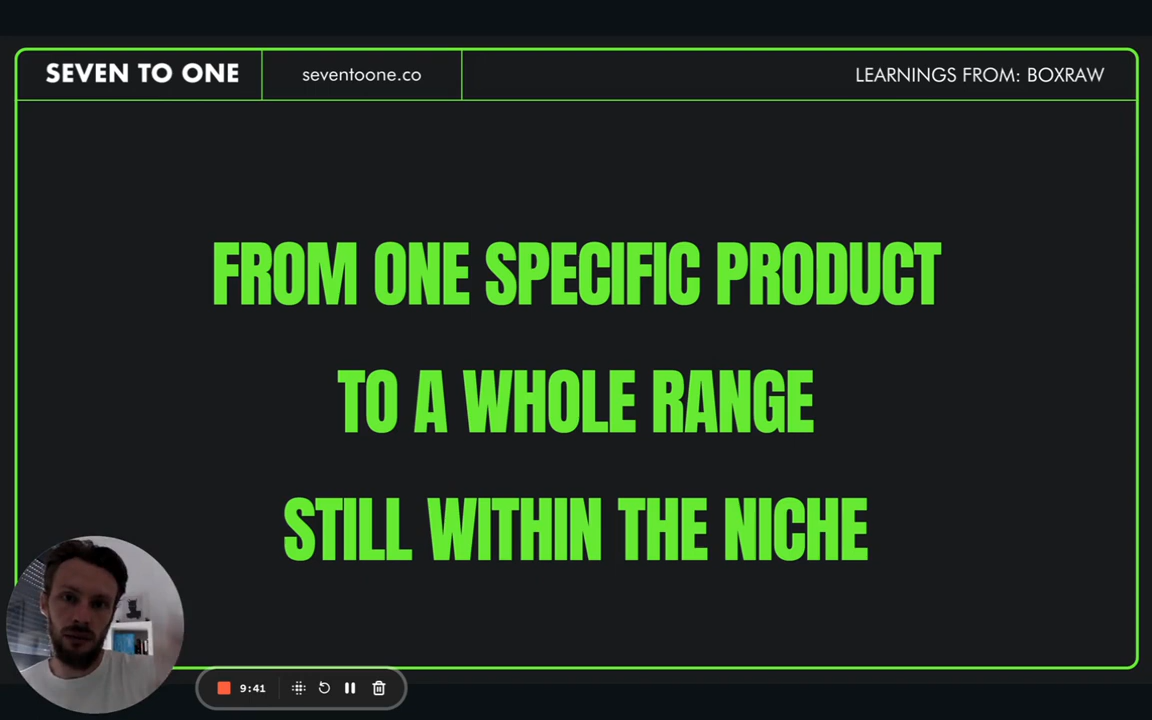 SEVEN TO ONE
seventoone.co
LEARNINGS FROM: BOXRAW
FROM ONE SPECIFIC PRODUCT
TO A WHOLE RANGE
STILL WITHIN THE NICHE
9:41